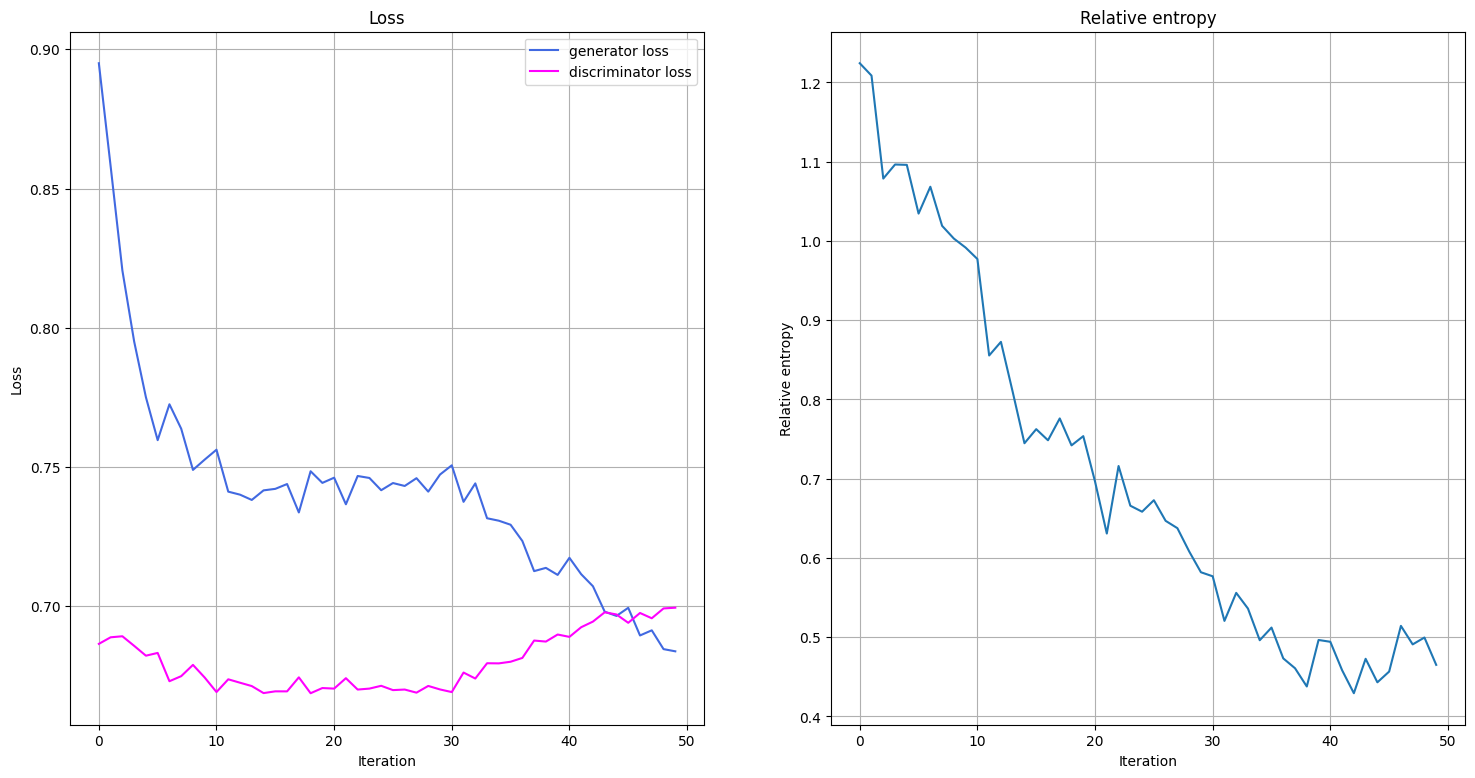 Loss
0.90
0.85
0.80
0.75
0.70
Loss
generator loss
discriminator loss
0 10 20 30 40 50
Iteration
Relative entropy
1.2
1.1
1.0
0.9
0.8
0.7
0.6
0.5
0.4
Relative entropy
0 10 20 30 40 50
Iteration